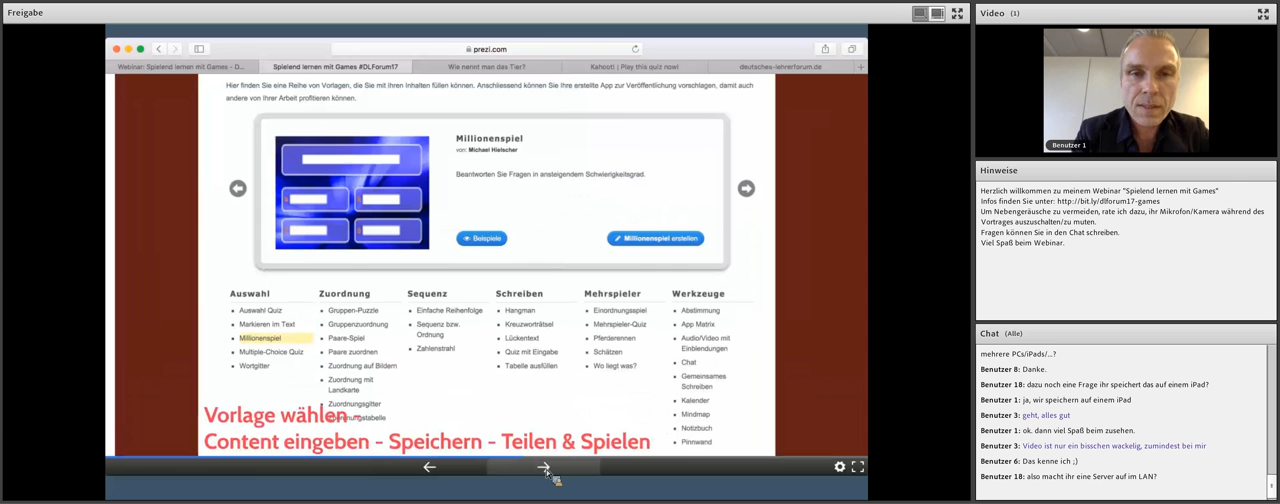 Freigabe
prezi.com
Webinar: Spielend lernen mit Games - D...
Spielend lernen mit Games #DLForum17
Wie nennt man das Tier?
Kahoot! | Play this quiz now!
deutsches-lehrerforum.de
Hier finden Sie eine Reihe von Vorlagen, die Sie mit Ihren Inhalten füllen können. Anschliessend können Sie Ihre erstellte App zur Veröffentlichung vorschlagen, damit auch
andere von Ihrer Arbeit profitieren können.
Millionenspiel
von: Michael Hielscher
Beantworten Sie Fragen in ansteigendem Schwierigkeitsgrad.
Beispiele
Millionenspiel erstellen
Auswahl
Auswahl Quiz
Markieren im Text
Millionenspiel
Multiple-Choice Quiz
Wortgitter
Zuordnung
Gruppen-Puzzle
Gruppenzuordnung
Paare-Spiel
Paare zuordnen
Zuordnung auf Bildern
Zuordnung mit
Landkarte
Zuordnungsgitter
Sequenz
Einfache Reihenfolge
Sequenz bzw.
Ordnung
Zahlenstrahl
Schreiben
Hangman
Kreuzworträtsel
Lückentext
Quiz mit Eingabe
Tabelle ausfüllen
Mehrspieler
Einordnungsspiel
Mehrspieler-Quiz
Pferderennen
Schätzen
Wo liegt was?
Werkzeuge
Abstimmung
App Matrix
Audio/Video mit
Einblendungen
Chat
Gemeinsames
Schreiben
Kalender
Mindmap
Notizbuch
Pinnwand
Vorlage wählen -
Content eingeben - Speichern - Teilen & Spielen
Video (1)
Benutzer 1
Hinweise
Herzlich willkommen zu meinem Webinar "Spielend lernen mit Games"
Infos finden Sie unter: http://bit.ly/dlforum17-games
Um Nebengeräusche zu vermeiden, rate ich dazu, ihr Mikrofon/Kamera während des
Vortrages auszuschalten/zu muten.
Fragen können Sie in den Chat schreiben.
Viel Spaß beim Webinar.
Chat (Alle)
mehrere PCs/iPads/...?
Benutzer 8: Danke.
Benutzer 18: dazu noch eine Frage ihr speichert das auf einem iPad?
Benutzer 1: ja, wir speichern auf einem iPad
Benutzer 3: geht, alles gut
Benutzer 1: ok. dann viel Spaß beim zusehen.
Benutzer 3: Video ist nur ein bisschen wackelig, zumindest bei mir
Benutzer 6: Das kenne ich ;)
Benutzer 18: also macht ihr eine Server auf im LAN?